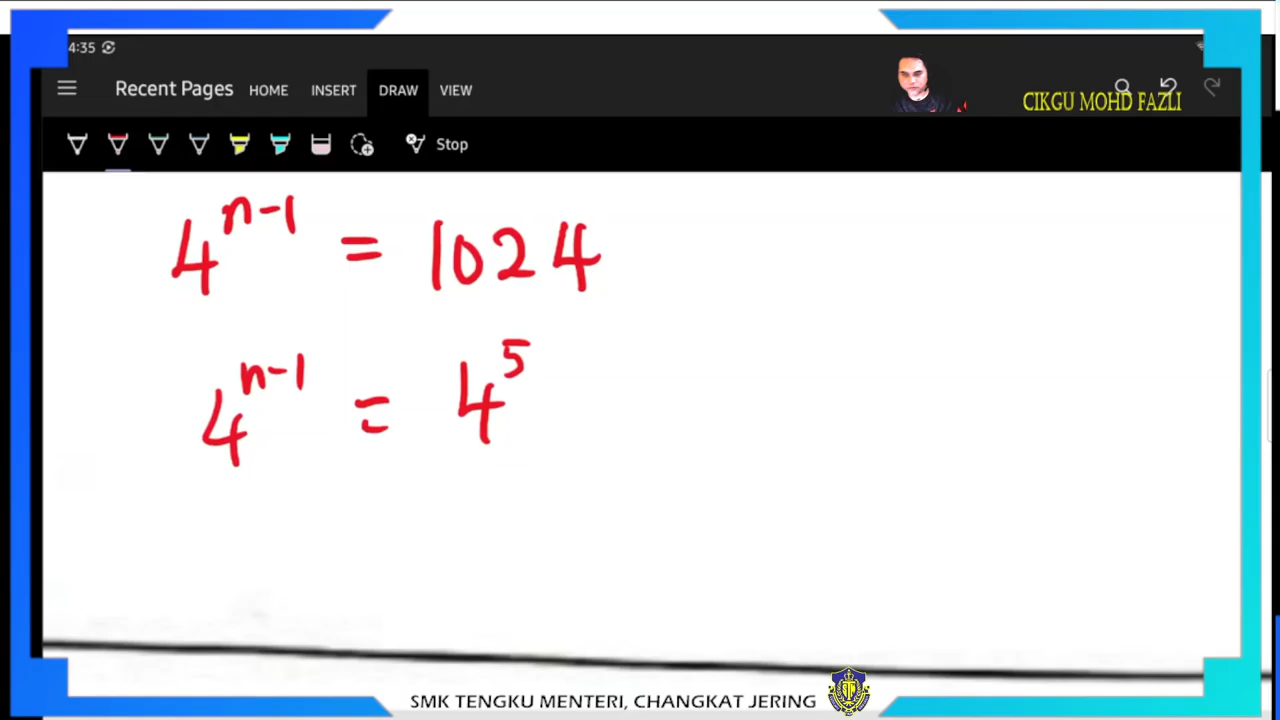 4:35
Recent Pages HOME INSERT DRAW VIEW
CIKGU MOHD FAZLI
Stop
4^{n-1} = 1024
4^{n-1} = 4^5
SMK TENGKU MENTERI, CHANGKAT JERING